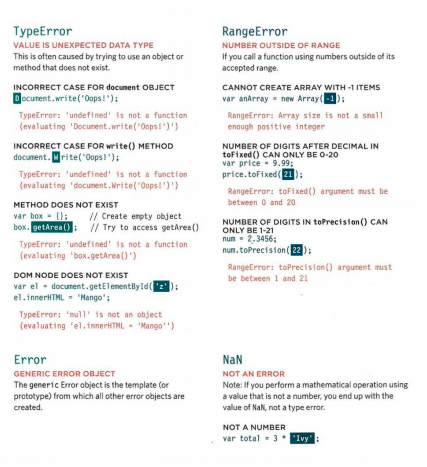 TypeError
VALUE IS UNEXPECTED DATA TYPE
This is often caused by trying to use an object or
method that does not exist.
INCORRECT CASE FOR document OBJECT
Document.write('Oops!');
TypeError: 'undefined' is not a function
(evaluating 'Document.write('Oops!')')
INCORRECT CASE FOR write() METHOD
document.Write('Oops!');
TypeError: 'undefined' is not a function
(evaluating 'document.Write('Oops!')')
METHOD DOES NOT EXIST
var box = {}; // Create empty object
box.getArea(); // Try to access getArea()
TypeError: 'undefined' is not a function
(evaluating 'box.getArea()')
DOM NODE DOES NOT EXIST
var el = document.getElementById('z');
el.innerHTML = 'Mango';
TypeError: 'null' is not an object
(evaluating 'el.innerHTML = 'Mango'')
Error
GENERIC ERROR OBJECT
The generic Error object is the template (or
prototype) from which all other error objects are
created.
RangeError
NUMBER OUTSIDE OF RANGE
If you call a function using numbers outside of its
accepted range.
CANNOT CREATE ARRAY WITH -1 ITEMS
var anArray = new Array(-1);
RangeError: Array size is not a small
enough positive integer
NUMBER OF DIGITS AFTER DECIMAL IN
toFixed() CAN ONLY BE 0-20
var price = 9.99;
price.toFixed(21);
RangeError: toFixed() argument must be
between 0 and 20
NUMBER OF DIGITS IN toPrecision() CAN
ONLY BE 1-21
num = 2.3456;
num.toPrecision(22);
RangeError: toPrecision() argument must
be between 1 and 21
NaN
NOT AN ERROR
Note: If you perform a mathematical operation using
a value that is not a number, you end up with the
value of NaN, not a type error.
NOT A NUMBER
var total = 3 * 'Ivy';